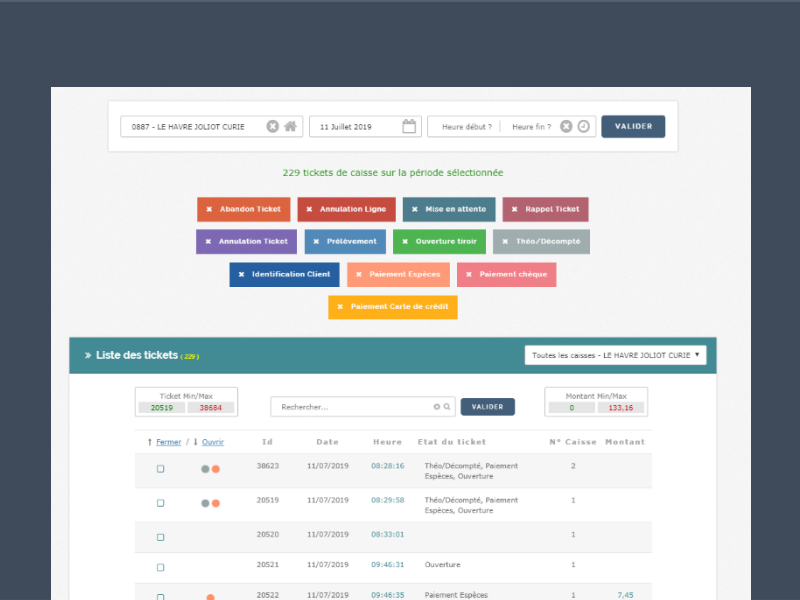 0887 - LE HAVRE JOLIOT CURIE 11 Juillet 2019 Heure début ? Heure fin ? VALIDER
229 tickets de caisse sur la période sélectionnée
Abandon Ticket Annulation Ligne Mise en attente Rappel Ticket
Annulation Ticket Prélèvement Ouverture tiroir Théo/Décompté
Identification Client Paiement Espèces Paiement chèque
Paiement Carte de crédit
» Liste des tickets ( 229 ) Toutes les caisses - LE HAVRE JOLIOT CURIE
Ticket Min/Max Montant Min/Max
20519 38684 Rechercher... VALIDER 0 133,16
Fermer / Ouvrir Id Date Heure Etat du ticket N° Caisse Montant
38623 11/07/2019 08:28:16 Théo/Décompté, Paiement 2
Espèces, Ouverture
20519 11/07/2019 08:29:58 Théo/Décompté, Paiement 1
Espèces, Ouverture
20520 11/07/2019 08:33:01 1
20521 11/07/2019 09:46:31 Ouverture 1
20522 11/07/2019 09:46:35 Paiement Espèces 1 7,45